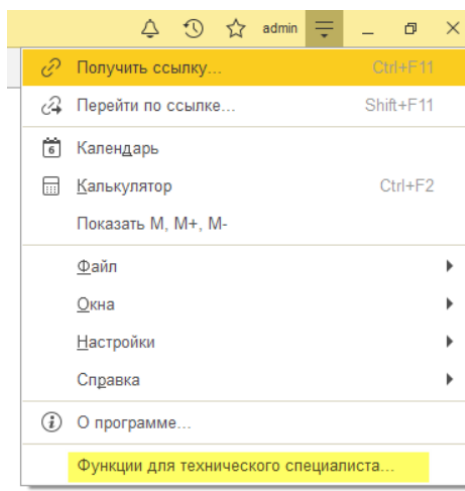 admin
Получить ссылку... Ctrl+F11
Перейти по ссылке... Shift+F11
6 Календарь
Калькулятор Ctrl+F2
Показать M, M+, M-
Файл
Окна
Настройки
Справка
i О программе...
Функции для технического специалиста...